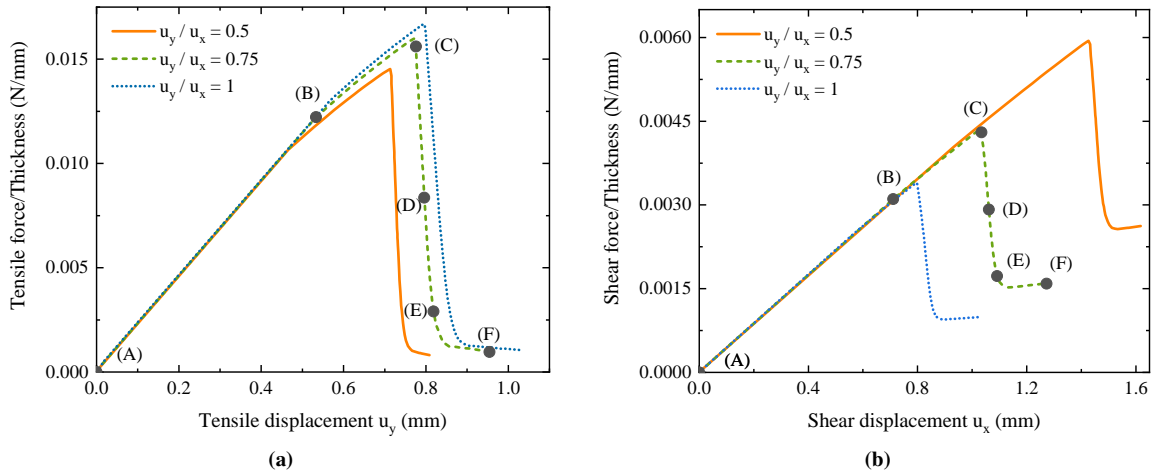 u_y / u_x = 0.5
u_y / u_x = 0.75
u_y / u_x = 1
Tensile force/Thickness (N/mm)
0.015
0.010
0.005
0.000
(A)
(B)
(C)
(D)
(E)
(F)
0.0 0.2 0.4 0.6 0.8 1.0
Tensile displacement u_y (mm)
(a)
u_y / u_x = 0.5
u_y / u_x = 0.75
u_y / u_x = 1
Shear force/Thickness (N/mm)
0.0060
0.0045
0.0030
0.0015
0.0000
(A)
(B)
(C)
(D)
(E)
(F)
0.0 0.4 0.8 1.2 1.6
Shear displacement u_x (mm)
(b)